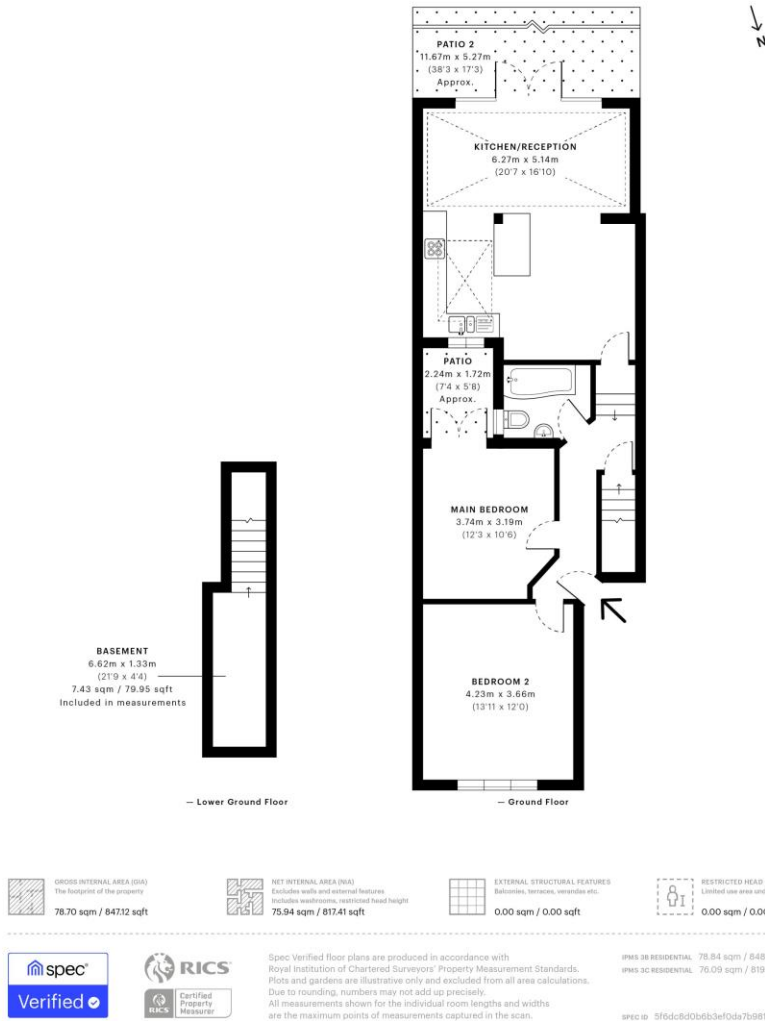 N
PATIO 2
11.67m x 5.27m
(38'3 x 17'3)
Approx.
KITCHEN/RECEPTION
6.27m x 5.14m
(20'7 x 16'10)
PATIO
2.24m x 1.72m
(7'4 x 5'8)
Approx.
MAIN BEDROOM
3.74m x 3.19m
(12'3 x 10'6)
BEDROOM 2
4.23m x 3.66m
(13'11 x 12'0)
BASEMENT
6.62m x 1.33m
(21'9 x 4'4)
7.43 sqm / 79.95 sqft
Included in measurements
— Lower Ground Floor
— Ground Floor
GROSS INTERNAL AREA (GIA)
The footprint of the property
78.70 sqm / 847.12 sqft
NET INTERNAL AREA (NIA)
Excludes walls and external features
Includes washrooms, restricted head height
75.94 sqm / 817.41 sqft
EXTERNAL STRUCTURAL FEATURES
Balconies, terraces, verandas etc.
0.00 sqm / 0.00 sqft
RESTRICTED HEAD
Limited use area und
0.00 sqm / 0.00
spec
Verified
RICS
RICS
Certified
Property
Measurer
Spec Verified floor plans are produced in accordance with
Royal Institution of Chartered Surveyors' Property Measurement Standards.
Plots and gardens are illustrative only and excluded from all area calculations.
Due to rounding, numbers may not add up precisely.
All measurements shown for the individual room lengths and widths
are the maximum points of measurements captured in the scan.
IPMS 3B RESIDENTIAL 78.84 sqm / 848
IPMS 3C RESIDENTIAL 76.09 sqm / 819
SPEC ID 5f6dc8d0b6b3ef0da7b981